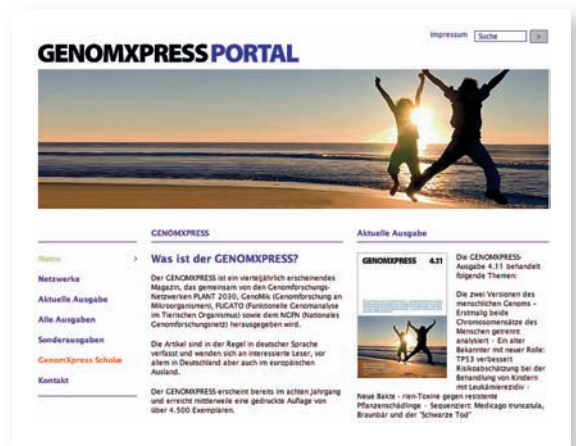 Impressum Suche >
GENOMXPRESS PORTAL
Home >
Netzwerke
Aktuelle Ausgabe
Alle Ausgaben
Sonderausgaben
GenomXpress Scholæ
Kontakt
GENOMXPRESS
Was ist der GENOMXPRESS?
Der GENOMXPRESS ist ein vierteljährlich erscheinendes
Magazin, das gemeinsam von den Genomforschungs-
Netzwerken PLANT 2030, GenoMik (Genomforschung an
Mikroorganismen), FUGATO (Funktionelle Genomanalyse
im Tierischen Organismus) sowie dem NGFN (Nationales
Genomforschungsnetz) herausgegeben wird.
Die Artikel sind in der Regel in deutscher Sprache
verfasst und wenden sich an interessierte Leser, vor
allem in Deutschland aber auch im europäischen
Ausland.
Der GENOMXPRESS erscheint bereits im achten Jahrgang
und erreicht mittlerweile eine gedruckte Auflage von
über 4.500 Exemplaren.
Aktuelle Ausgabe
GENOMXPRESS 4.11
Die GENOMXPRESS-
Ausgabe 4.11 behandelt
folgende Themen:
Die zwei Versionen des
menschlichen Genoms -
Erstmalig beide
Chromosomensätze des
Menschen getrennt
analysiert - Ein alter
Bekannter mit neuer Rolle:
TP53 verbessert
Risikoabschätzung bei der
Behandlung von Kindern
mit Leukämierezidiv -
Neue Bakte - rien-Toxine gegen resistente
Pflanzenschädlinge - Sequenziert: Medicago truncatula,
Braunbär und der "Schwarze Tod"